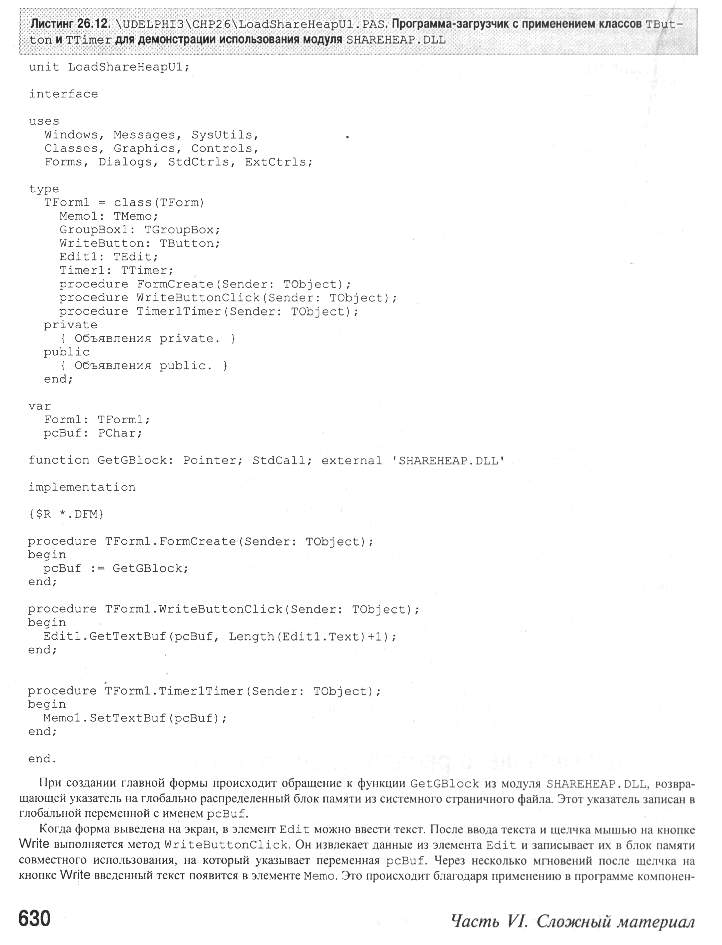 Листинг 26.12. \UDELPHI3\CHP26\LoadShareHeapU1.PAS. Программа-загрузчик с применением классов TBut-
ton и TTimer для демонстрации использования модуля SHAREHEAP.DLL
unit LoadShareHeapU1;
interface
uses
Windows, Messages, SysUtils,
Classes, Graphics, Controls,
Forms, Dialogs, StdCtrls, ExtCtrls;
type
TForm1 = class(TForm)
Memo1: TMemo;
GroupBox1: TGroupBox;
WriteButton: TButton;
Edit1: TEdit;
Timer1: TTimer;
procedure FormCreate(Sender: TObject);
procedure WriteButtonClick(Sender: TObject);
procedure Timer1Timer(Sender: TObject);
private
{ Объявления private. }
public
{ Объявления public. }
end;
var
Form1: TForm1;
pcBuf: PChar;
function GetGBlock: Pointer; StdCall; external 'SHAREHEAP.DLL'
implementation
{$R *.DFM}
procedure TForm1.FormCreate(Sender: TObject);
begin
pcBuf := GetGBlock;
end;
procedure TForm1.WriteButtonClick(Sender: TObject);
begin
Edit1.GetTextBuf(pcBuf, Length(Edit1.Text)+1);
end;
procedure TForm1.Timer1Timer(Sender: TObject);
begin
Memo1.SetTextBuf(pcBuf);
end;
end.
При создании главной формы происходит обращение к функции GetGBlock из модуля SHAREHEAP.DLL, возвра-
щающей указатель на глобально распределенный блок памяти из системного страничного файла. Этот указатель записан в
глобальной переменной с именем pcBuf.
Когда форма выведена на экран, в элемент Edit можно ввести текст. После ввода текста и щелчка мышью на кнопке
Write выполняется метод WriteButtonClick. Он извлекает данные из элемента Edit и записывает их в блок памяти
совместного использования, на который указывает переменная pcBuf. Через несколько мгновений после щелчка на
кнопке Write введенный текст появится в элементе Memo. Это происходит благодаря применению в программе компонен-
630
Часть VI. Сложный материал